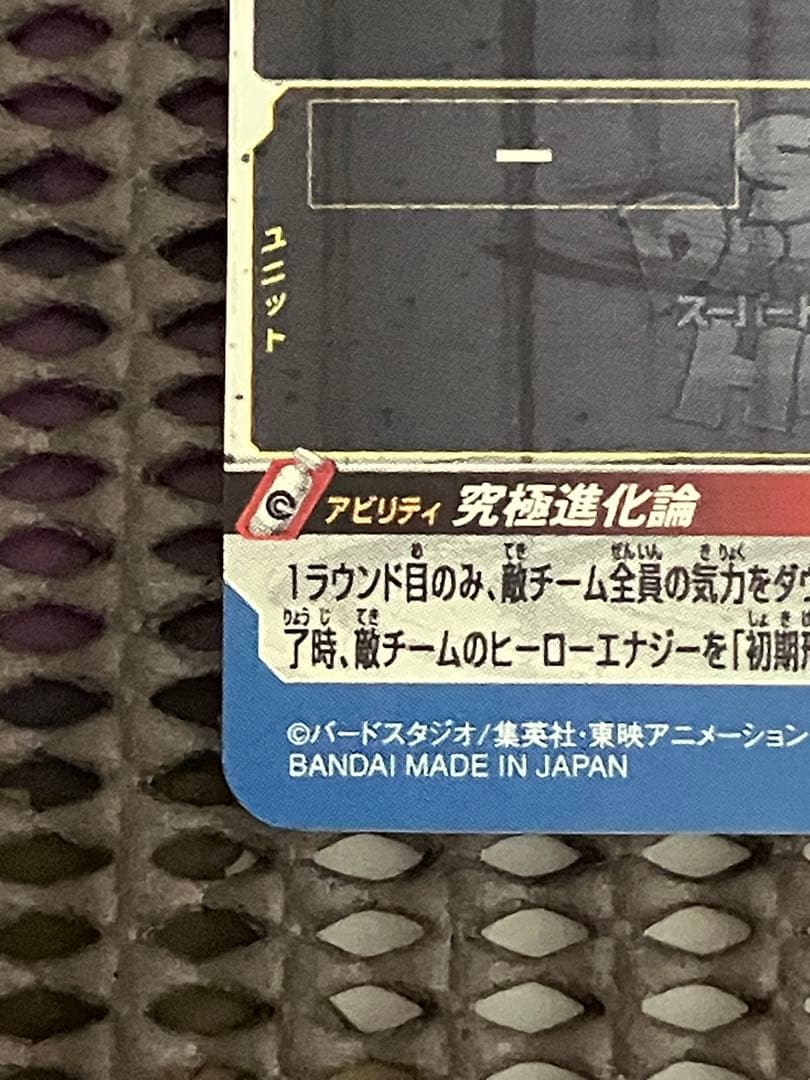 ー
S
スーパー
H
ユニット
アビリティ 究極進化論
1ラウンド目のみ、敵チーム全員の気力をダ
了時、敵チームのヒーローエナジーを「初期
©バードスタジオ/集英社・東映アニメーション
BANDAI MADE IN JAPAN